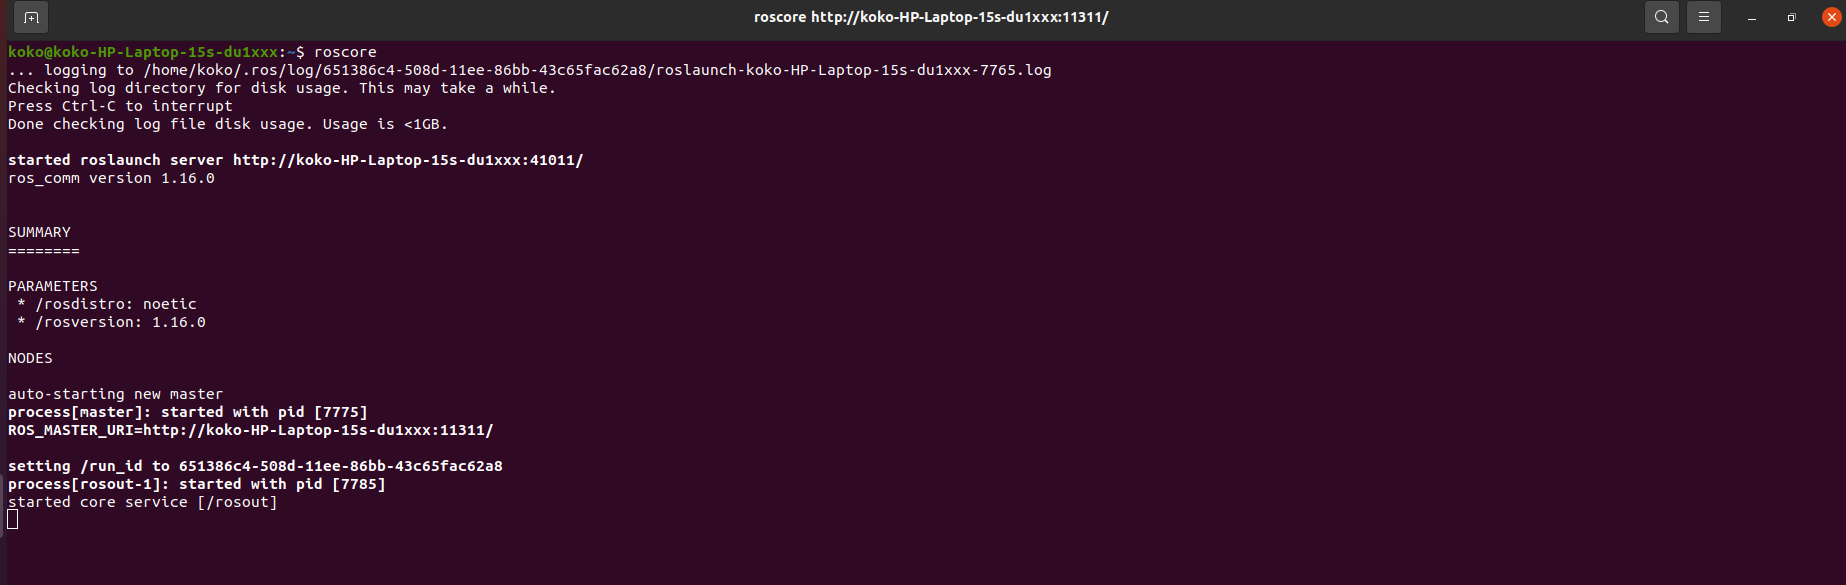 roscore http://koko-HP-Laptop-15s-du1xxx:11311/
koko@koko-HP-Laptop-15s-du1xxx:~$ roscore
... logging to /home/koko/.ros/log/651386c4-508d-11ee-86bb-43c65fac62a8/roslaunch-koko-HP-Laptop-15s-du1xxx-7765.log
Checking log directory for disk usage. This may take a while.
Press Ctrl-C to interrupt
Done checking log file disk usage. Usage is <1GB.
started roslaunch server http://koko-HP-Laptop-15s-du1xxx:41011/
ros_comm version 1.16.0
SUMMARY
========
PARAMETERS
 * /rosdistro: noetic
 * /rosversion: 1.16.0
NODES
auto-starting new master
process[master]: started with pid [7775]
ROS_MASTER_URI=http://koko-HP-Laptop-15s-du1xxx:11311/
setting /run_id to 651386c4-508d-11ee-86bb-43c65fac62a8
process[rosout-1]: started with pid [7785]
started core service [/rosout]